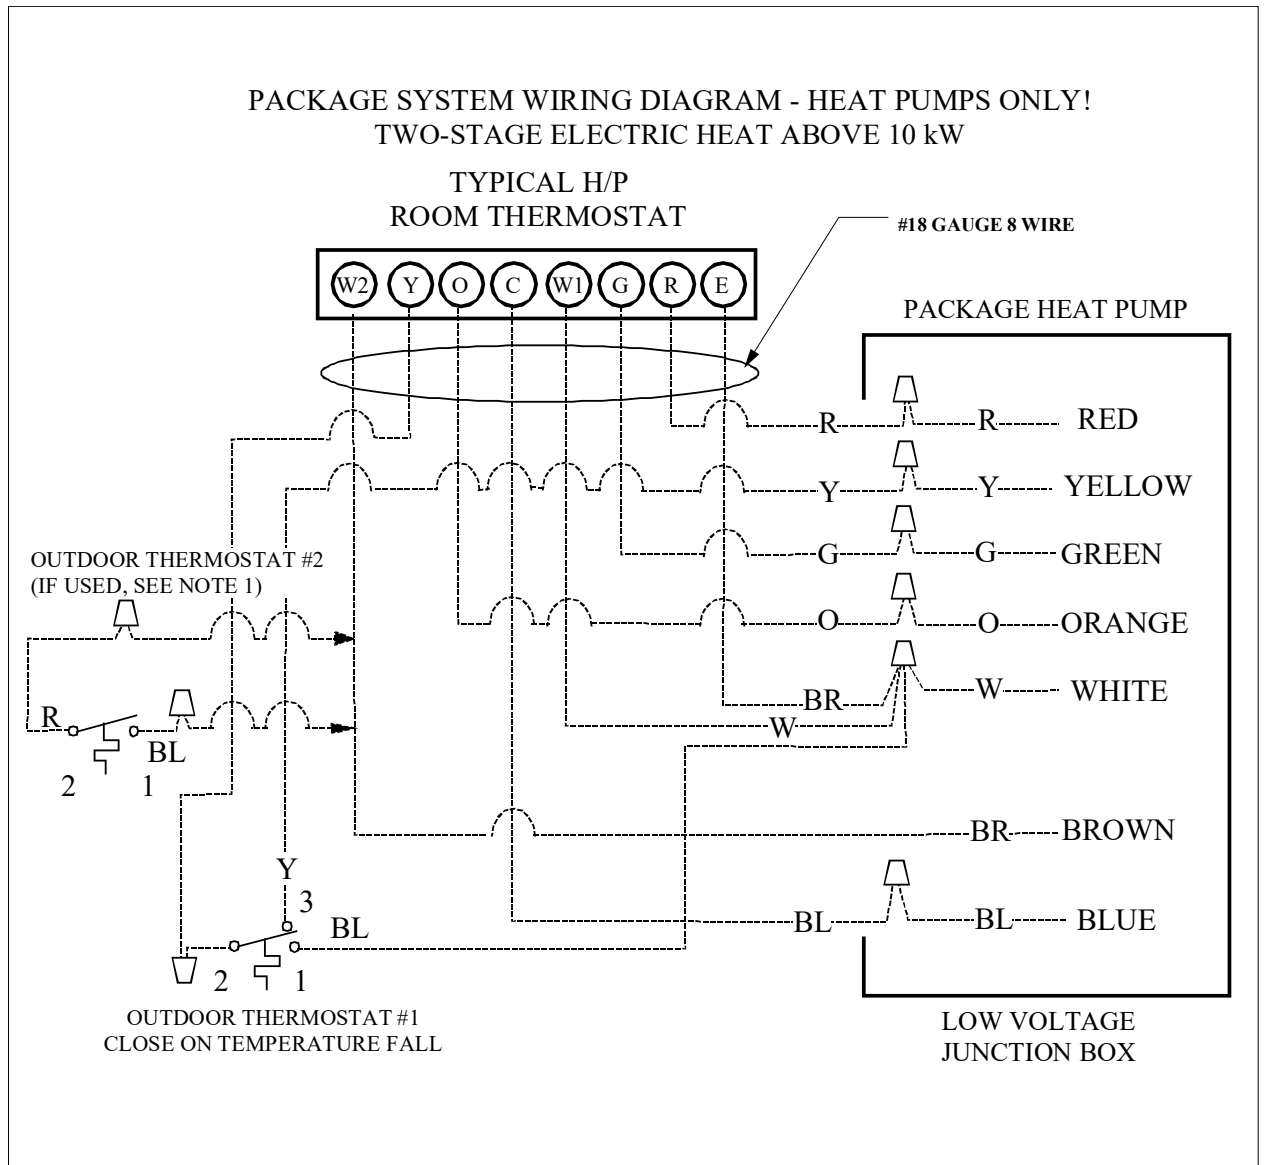 PACKAGE SYSTEM WIRING DIAGRAM - HEAT PUMPS ONLY!
TWO-STAGE ELECTRIC HEAT ABOVE 10 kW
TYPICAL H/P
ROOM THERMOSTAT
#18 GAUGE 8 WIRE
W2 Y O C W1 G R E
PACKAGE HEAT PUMP
R R RED
Y Y YELLOW
G G GREEN
OUTDOOR THERMOSTAT #2
(IF USED, SEE NOTE 1)
O O ORANGE
W WHITE
BR
W
R
BL
2 1
BR BROWN
Y
3
BL
BL BL BLUE
2 1
OUTDOOR THERMOSTAT #1
CLOSE ON TEMPERATURE FALL
LOW VOLTAGE
JUNCTION BOX